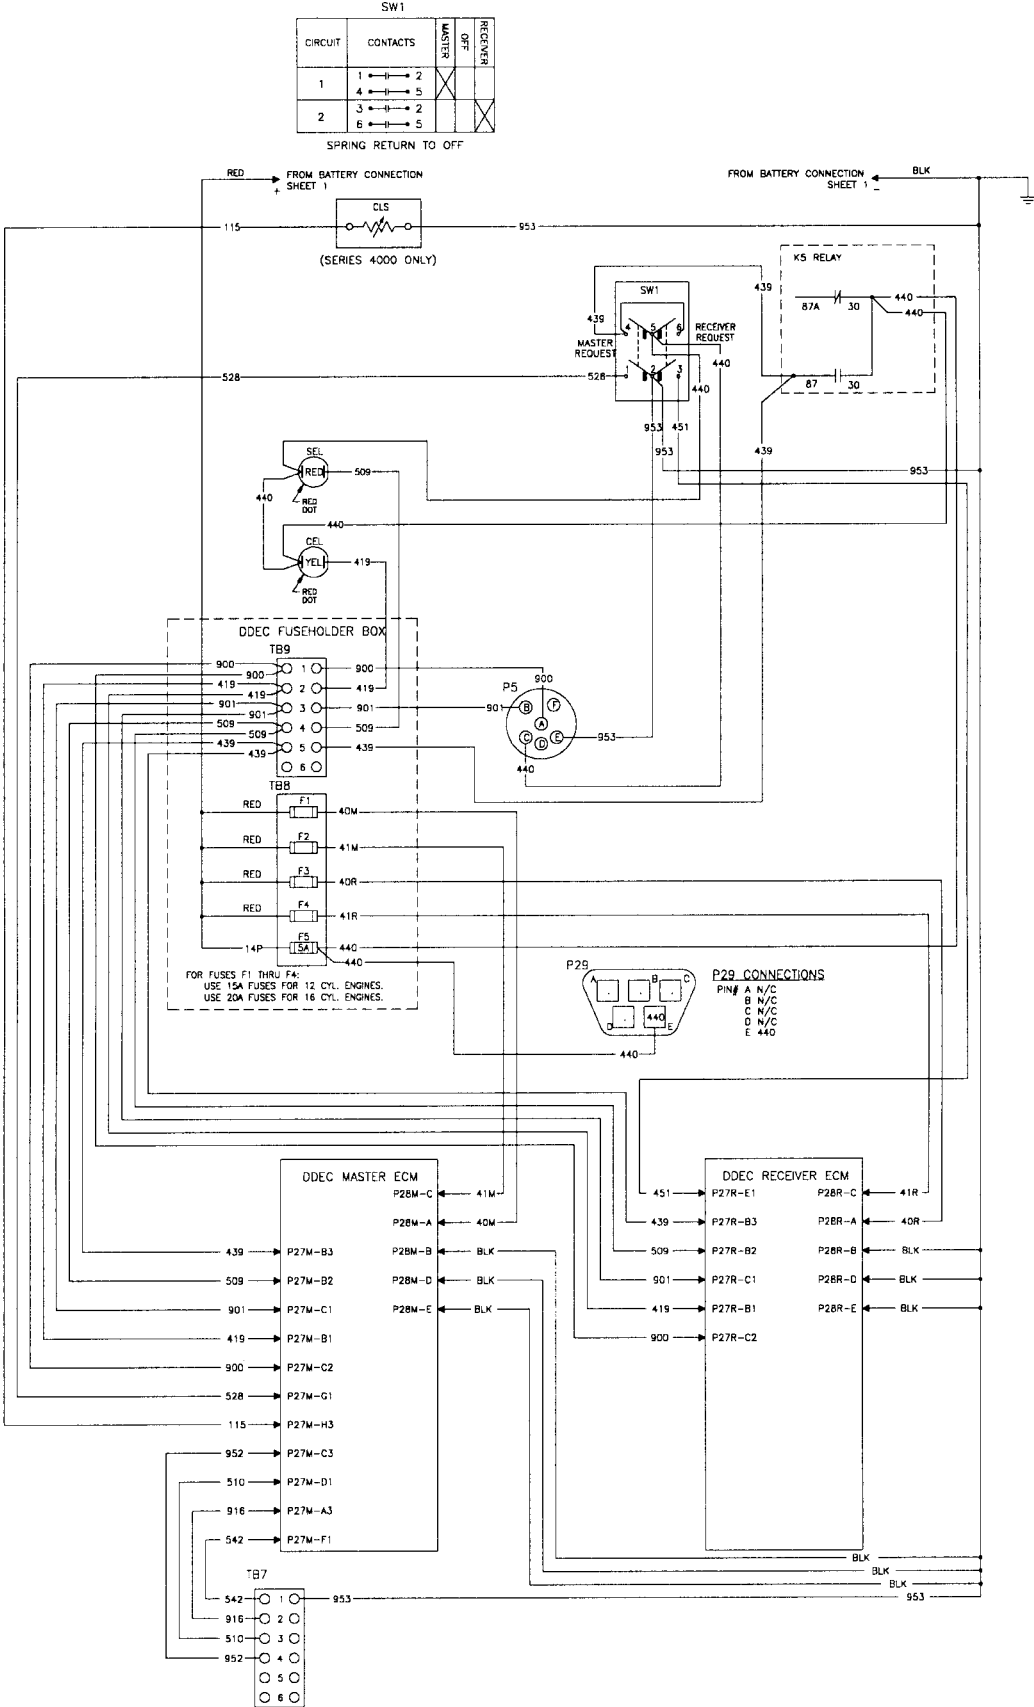 SW1
CIRCUIT CONTACTS MASTER OFF RECEIVER
1 1 2
4 5
2 3 2
6 5
SPRING RETURN TO OFF
RED FROM BATTERY CONNECTION
+ SHEET 1
FROM BATTERY CONNECTION BLK
SHEET 1 -
CLS
115 953
(SERIES 4000 ONLY)
K5 RELAY
439
SW1
87A 30 440
440
439
4 5 6
RECEIVER
REQUEST
MASTER
REQUEST
440
528 528 1 2 3
440
87 30
953 451
953 439
953
SEL
RED 509
440
RED
DOT
440
CEL
YEL 419
RED
DOT
DDEC FUSEHOLDER BOX
TB9
900 1 900
900
419 2 419
419
901 3 901
901
509 4 509
509
439 5 439
439
6
P5
900
901 B F
A
C D E 953
440
TB8
RED F1 40M
RED F2 41M
RED F3 40R
RED F4 41R
14P F5 5A 440
440
FOR FUSES F1 THRU F4:
USE 15A FUSES FOR 12 CYL. ENGINES.
USE 20A FUSES FOR 16 CYL. ENGINES.
P29
A B C
D 440 E
440
P29 CONNECTIONS
PIN# A N/C
B N/C
C N/C
D N/C
E 440
DDEC MASTER ECM
P28M-C 41M
P28M-A 40M
439 P27M-B3 P28M-B BLK
509 P27M-B2 P28M-D BLK
901 P27M-C1 P28M-E BLK
419 P27M-B1
900 P27M-C2
528 P27M-G1
115 P27M-H3
952 P27M-C3
510 P27M-D1
916 P27M-A3
542 P27M-F1
DDEC RECEIVER ECM
451 P27R-E1 P28R-C 41R
439 P27R-B3 P28R-A 40R
509 P27R-B2 P28R-B BLK
901 P27R-C1 P28R-D BLK
419 P27R-B1 P28R-E BLK
900 P27R-C2
BLK
BLK
BLK
TB7
542 1 953 953
916 2
510 3
952 4
5
6